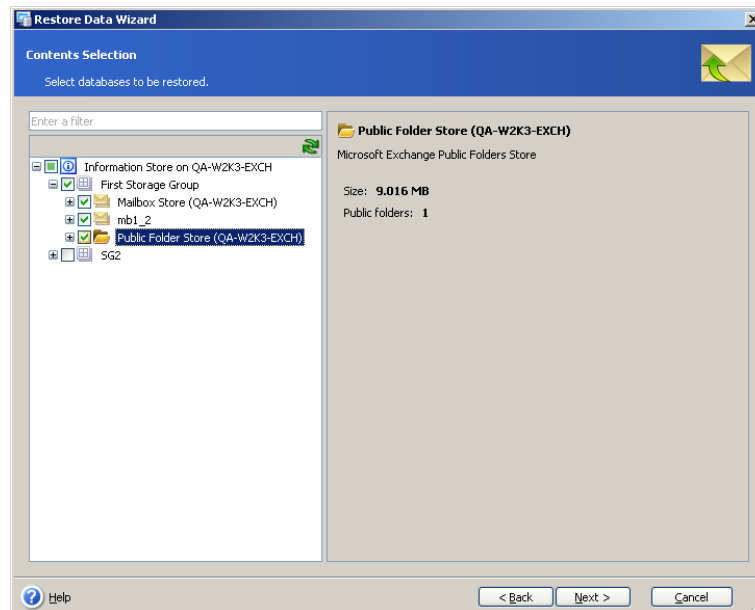 Restore Data Wizard
Contents Selection
Select databases to be restored.
Enter a filter
Information Store on QA-W2K3-EXCH
First Storage Group
Mailbox Store (QA-W2K3-EXCH)
mb1_2
Public Folder Store (QA-W2K3-EXCH)
SG2
Public Folder Store (QA-W2K3-EXCH)
Microsoft Exchange Public Folders Store
Size: 9.016 MB
Public folders: 1
Help
< Back
Next >
Cancel